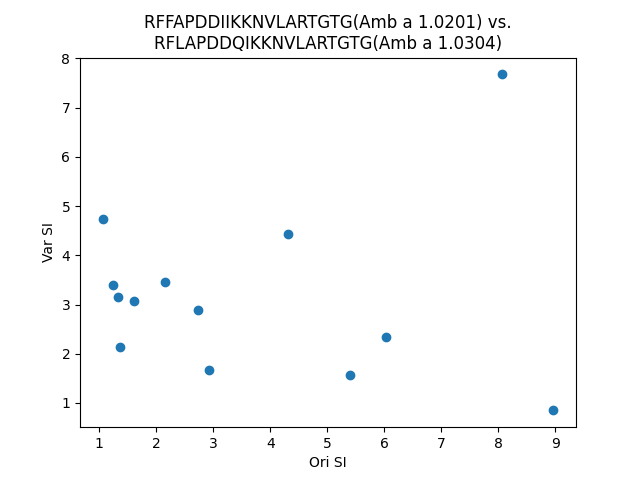 RFFAPDDIIKKNVLARTGTG(Amb a 1.0201) vs.
RFLAPDDQIKKNVLARTGTG(Amb a 1.0304)
8
7
6
5
4
3
2
1
Var SI
1 2 3 4 5 6 7 8 9
Ori SI